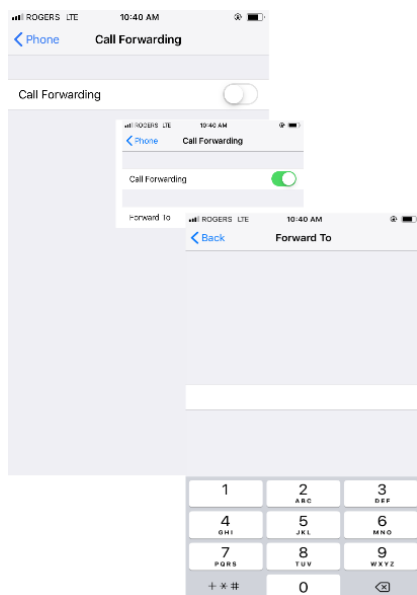 ROGERS LTE 10:40 AM
Phone Call Forwarding
Call Forwarding
ROGERS LTE 10:40 AM
Phone Call Forwarding
Call Forwarding
Forward To
ROGERS LTE 10:40 AM
Back Forward To
1 2 3
ABC DEF
4 5 6
GHI JKL MNO
7 8 9
PQRS TUV WXYZ
+*# 0